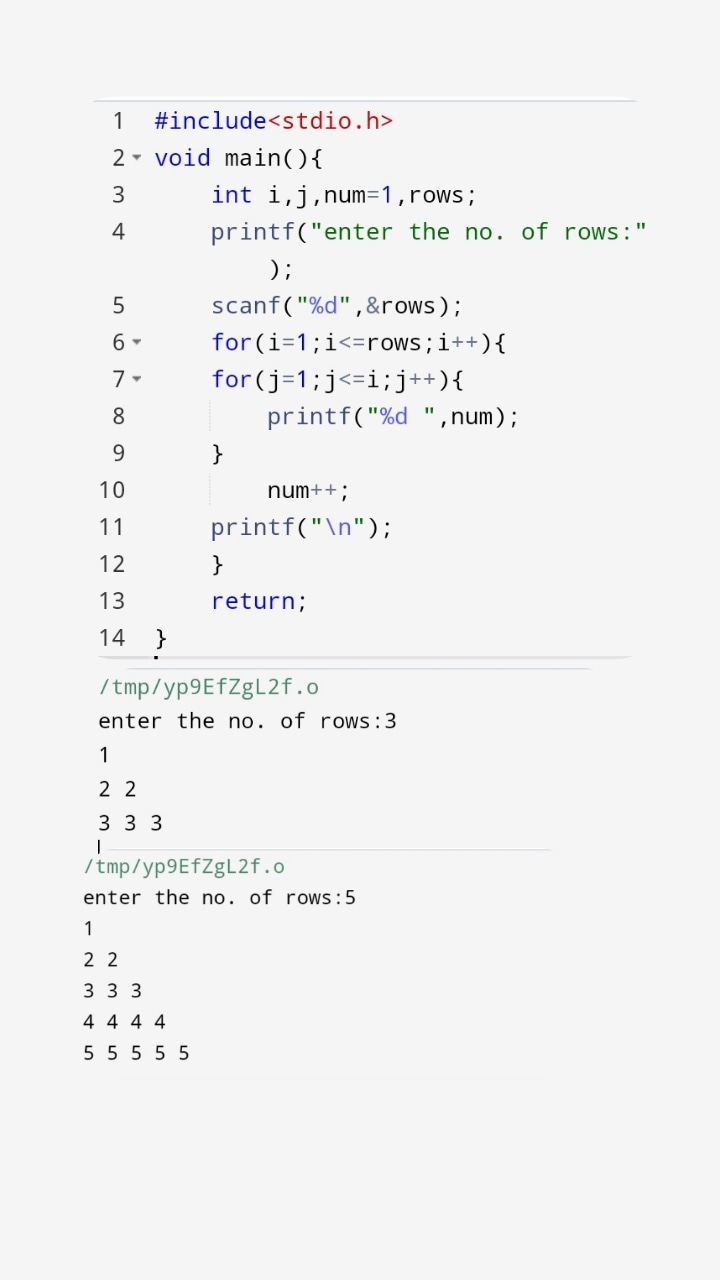 1 #include<stdio.h>
2 void main(){
3 int i,j,num=1,rows;
4 printf("enter the no. of rows:"
);
5 scanf("%d",&rows);
6 for(i=1;i<=rows;i++){
7 for(j=1;j<=i;j++){
8 printf("%d ",num);
9 }
10 num++;
11 printf("\n");
12 }
13 return;
14 }
/tmp/yp9EfZgL2f.o
enter the no. of rows:3
1
2 2
3 3 3
/tmp/yp9EfZgL2f.o
enter the no. of rows:5
1
2 2
3 3 3
4 4 4 4
5 5 5 5 5